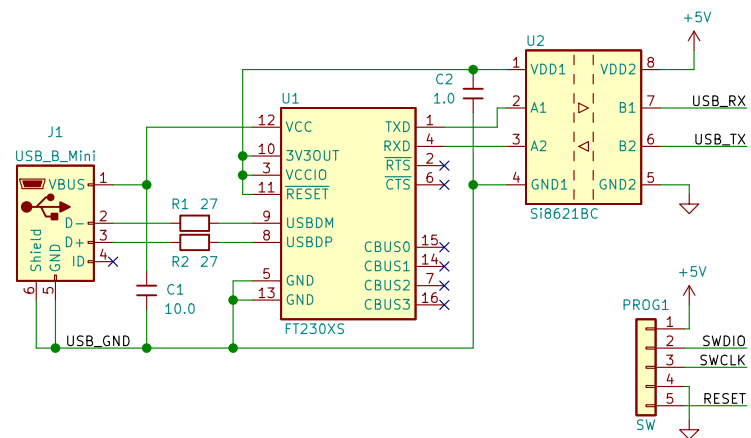 J1
USB_B_Mini
VBUS 1
D- 2
D+ 3
ID 4
Shield
GND
6
5
USB_GND
C1
10.0
R1 27
R2 27
U1
12 VCC
10 3V3OUT
3 VCCIO
11 RESET
9 USBDM
8 USBDP
5 GND
13 GND
TXD 1
RXD 4
RTS 2
CTS 6
CBUS0 15
CBUS1 14
CBUS2 7
CBUS3 16
FT230XS
C2
1.0
U2
1 VDD1
2 A1
3 A2
4 GND1
VDD2 8
B1 7
B2 6
GND2 5
Si8621BC
+5V
USB_RX
USB_TX
+5V
PROG1
1
2 SWDIO
3 SWCLK
4
5 RESET
SW